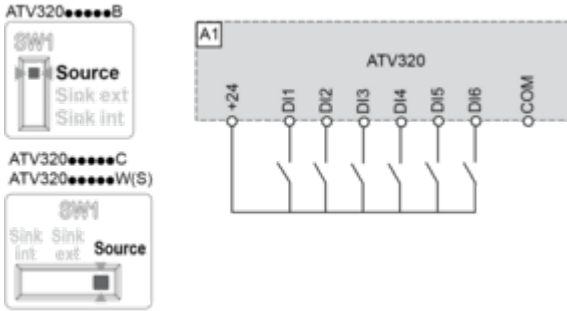 ATV320●●●●●B
SW1
Source
Sink ext
Sink int
ATV320●●●●●C
ATV320●●●●●W(S)
SW1
Sink int
Sink ext
Source
A1
ATV320
+24
DI1
DI2
DI3
DI4
DI5
DI6
COM